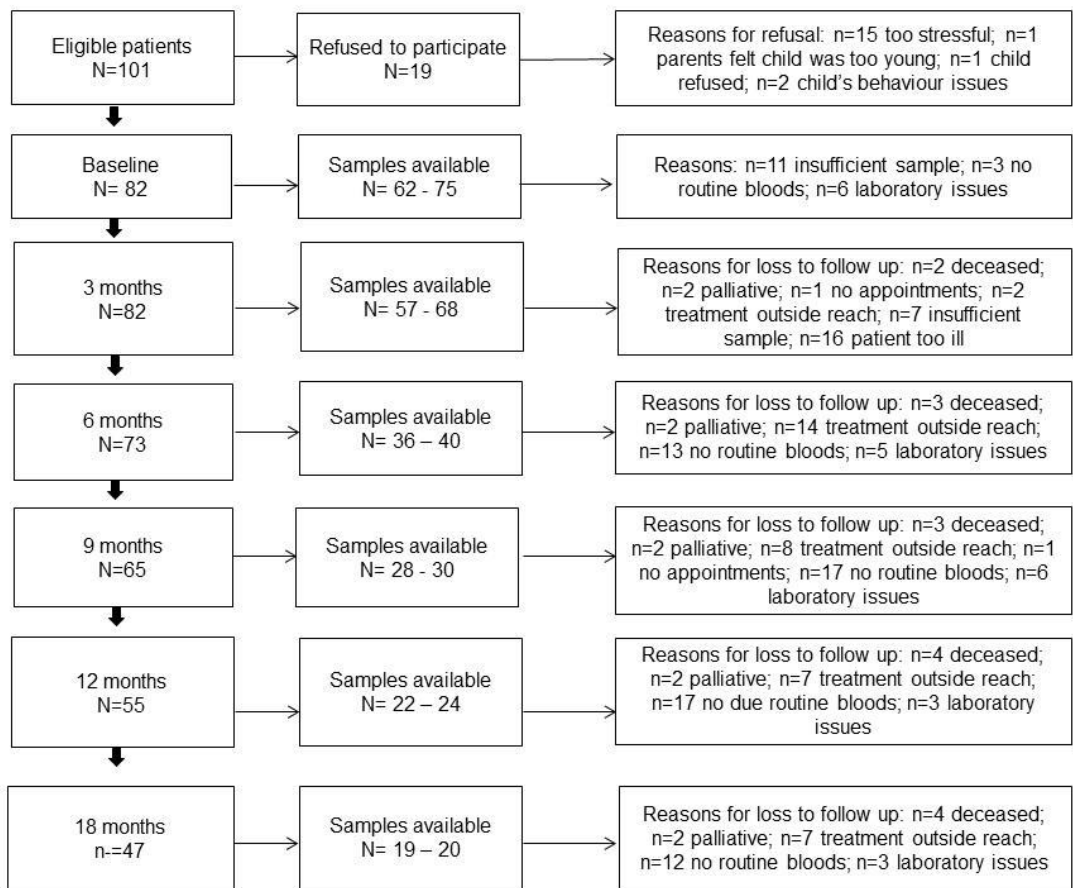 Eligible patients
N=101
Refused to participate
N=19
Reasons for refusal: n=15 too stressful; n=1
parents felt child was too young; n=1 child
refused; n=2 child's behaviour issues
Baseline
N= 82
Samples available
N= 62 - 75
Reasons: n=11 insufficient sample; n=3 no
routine bloods; n=6 laboratory issues
3 months
N=82
Samples available
N= 57 - 68
Reasons for loss to follow up: n=2 deceased;
n=2 palliative; n=1 no appointments; n=2
treatment outside reach; n=7 insufficient
sample; n=16 patient too ill
6 months
N=73
Samples available
N= 36 – 40
Reasons for loss to follow up: n=3 deceased;
n=2 palliative; n=14 treatment outside reach;
n=13 no routine bloods; n=5 laboratory issues
9 months
N=65
Samples available
N= 28 - 30
Reasons for loss to follow up: n=3 deceased;
n=2 palliative; n=8 treatment outside reach; n=1
no appointments; n=17 no routine bloods; n=6
laboratory issues
12 months
N=55
Samples available
N= 22 – 24
Reasons for loss to follow up: n=4 deceased;
n=2 palliative; n=7 treatment outside reach;
n=17 no due routine bloods; n=3 laboratory
issues
18 months
n-=47
Samples available
N= 19 – 20
Reasons for loss to follow up: n=4 deceased;
n=2 palliative; n=7 treatment outside reach;
n=12 no routine bloods; n=3 laboratory issues